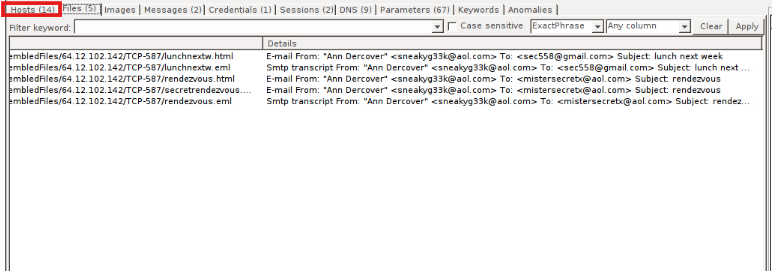 Hosts (14) Files (5) Images Messages (2) Credentials (1) Sessions (2) DNS (9) Parameters (67) Keywords Anomalies
Filter keyword: Case sensitive ExactPhrase Any column Clear Apply
Details
embledFiles/64.12.102.142/TCP-587/lunchnextw.html E-mail From: "Ann Dercover" <sneakyg33k@aol.com> To: <sec558@gmail.com> Subject: lunch next week
embledFiles/64.12.102.142/TCP-587/lunchnextw.eml Smtp transcript From: "Ann Dercover" <sneakyg33k@aol.com> To: <sec558@gmail.com> Subject: lunch next ...
embledFiles/64.12.102.142/TCP-587/rendezvous.html E-mail From: "Ann Dercover" <sneakyg33k@aol.com> To: <mistersecretx@aol.com> Subject: rendezvous
embledFiles/64.12.102.142/TCP-587/secretrendezvous.... E-mail From: "Ann Dercover" <sneakyg33k@aol.com> To: <mistersecretx@aol.com> Subject: rendezvous
embledFiles/64.12.102.142/TCP-587/rendezvous.eml Smtp transcript From: "Ann Dercover" <sneakyg33k@aol.com> To: <mistersecretx@aol.com> Subject: rendez...